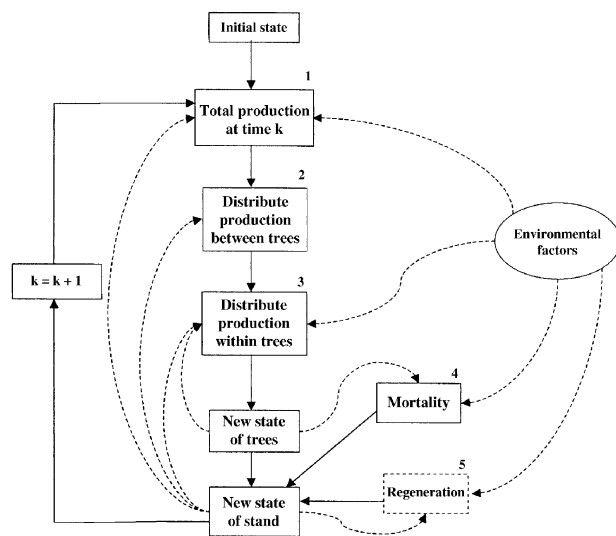 Initial state
1
Total production
at time k
2
Distribute
production
between trees
Environmental
factors
k = k + 1
3
Distribute
production
within trees
4
Mortality
New state
of trees
5
Regeneration
New state
of stand